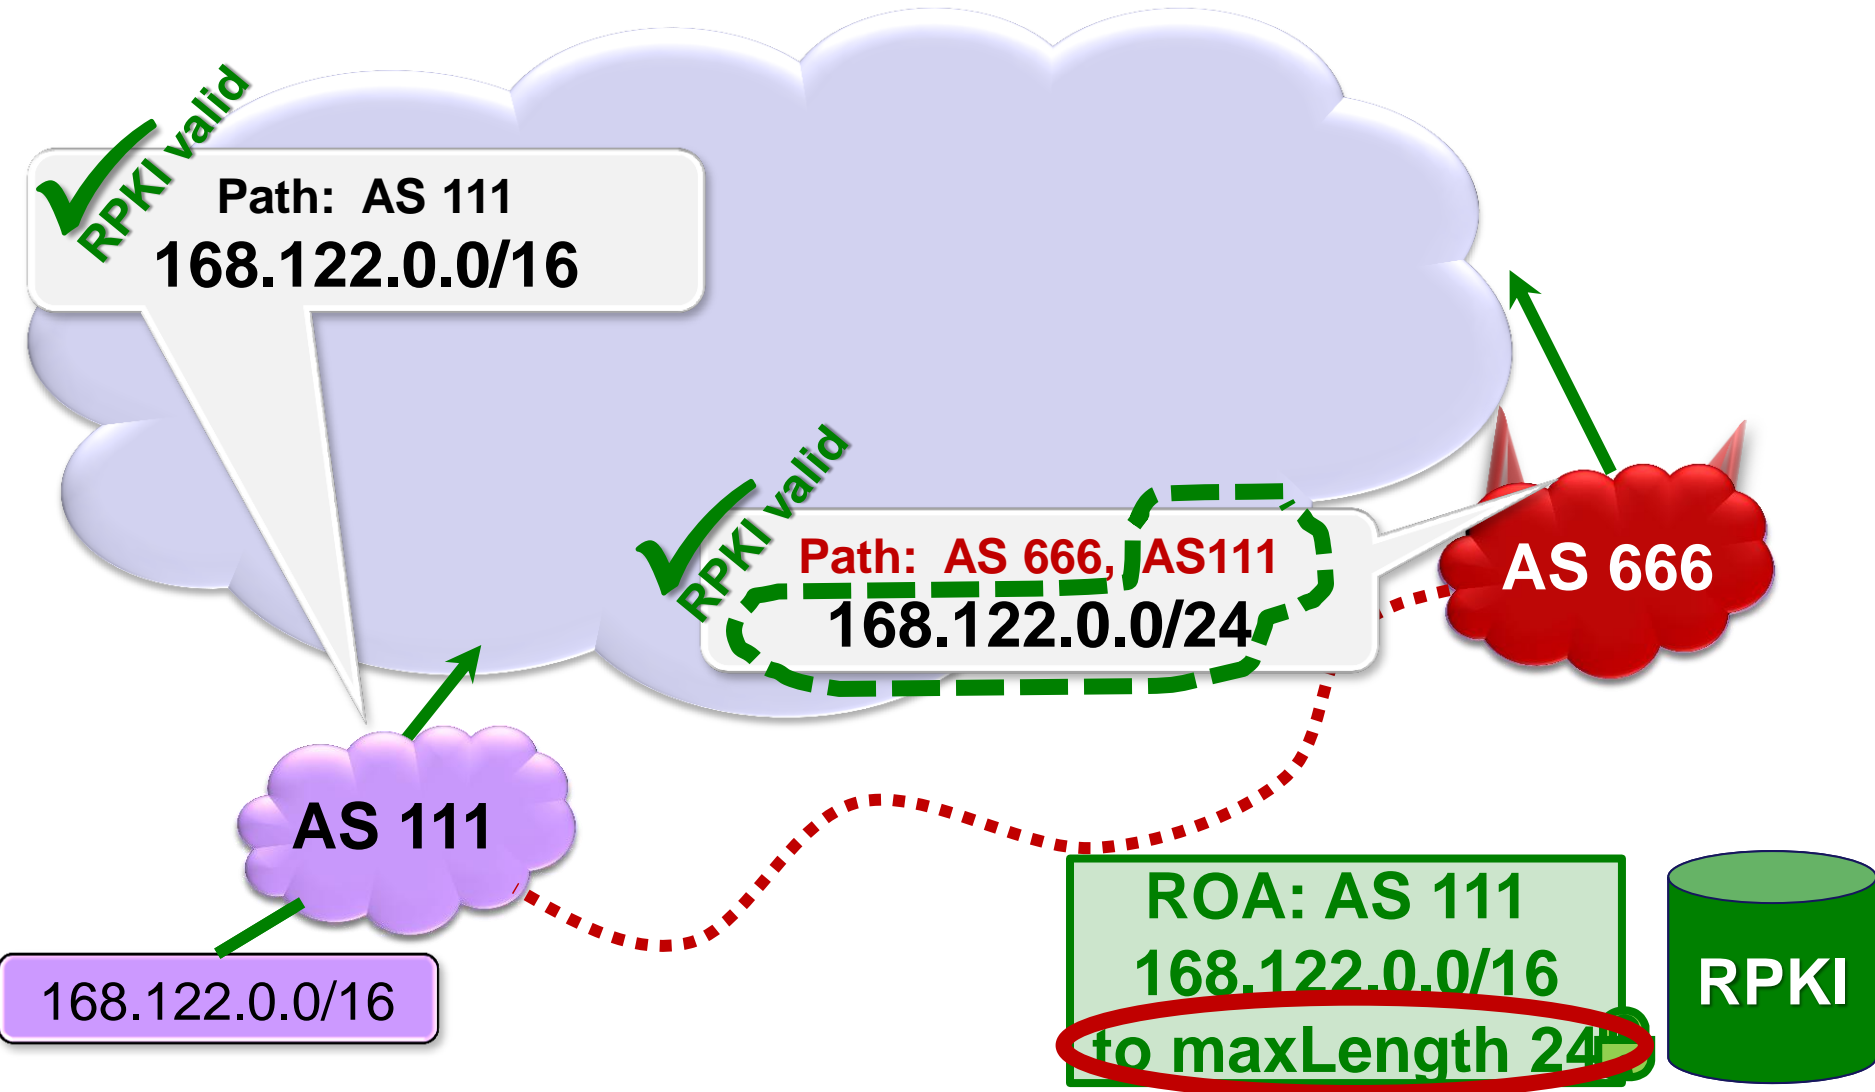 RPKI valid
Path:  AS 111
168.122.0.0/16
RPKI valid
Path:  AS 666,  AS111
168.122.0.0/24
AS 666
AS 111
168.122.0.0/16
ROA: AS 111
168.122.0.0/16
to maxLength 24
RPKI